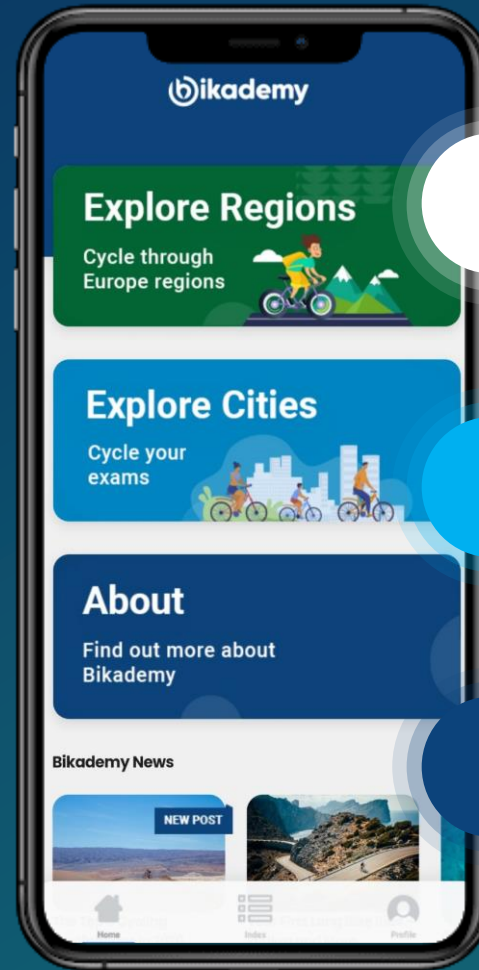 bikademy
Explore Regions
Cycle through
Europe regions
Explore Cities
Cycle your
exams
About
Find out more about
Bikademy
Bikademy News
NEW POST
Home
Index
Profile